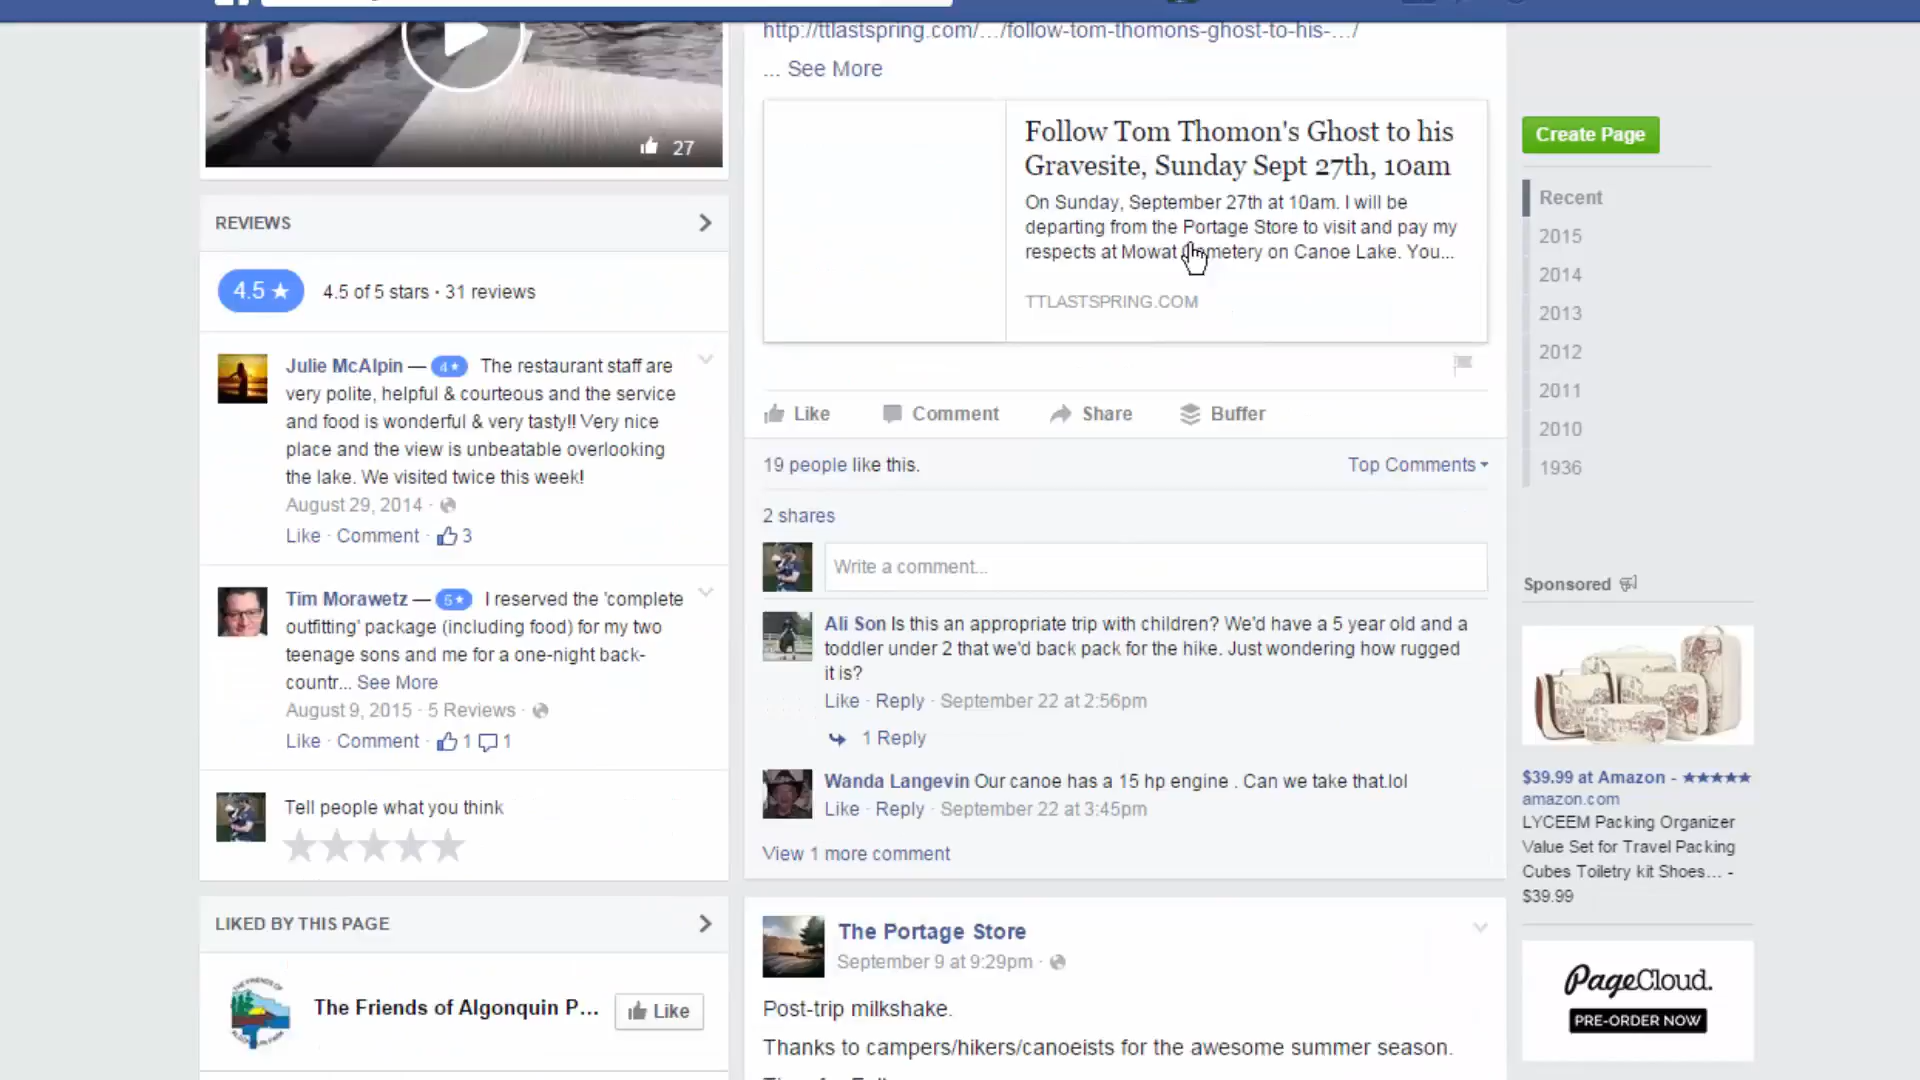 27
REVIEWS
4.5 ★ 4.5 of 5 stars · 31 reviews
Julie McAlpin — 4★ The restaurant staff are
very polite, helpful & courteous and the service
and food is wonderful & very tasty!! Very nice
place and the view is unbeatable overlooking
the lake. We visited twice this week!
August 29, 2014 ·
Like · Comment · 3
Tim Morawetz — 5★ I reserved the 'complete
outfitting' package (including food) for my two
teenage sons and me for a one-night back-
countr... See More
August 9, 2015 · 5 Reviews ·
Like · Comment · 1 1
Tell people what you think
LIKED BY THIS PAGE
The Friends of Algonquin P...
Like
http://ttlastspring.com/.../follow-tom-thomons-ghost-to-his-.../
... See More
Follow Tom Thomon's Ghost to his
Gravesite, Sunday Sept 27th, 10am
On Sunday, September 27th at 10am. I will be
departing from the Portage Store to visit and pay my
respects at Mowat Cemetery on Canoe Lake. You...
TTLASTSPRING.COM
Like Comment Share Buffer
19 people like this. Top Comments
2 shares
Write a comment...
Ali Son Is this an appropriate trip with children? We'd have a 5 year old and a
toddler under 2 that we'd back pack for the hike. Just wondering how rugged
it is?
Like · Reply · September 22 at 2:56pm
1 Reply
Wanda Langevin Our canoe has a 15 hp engine . Can we take that.lol
Like · Reply · September 22 at 3:45pm
View 1 more comment
The Portage Store
September 9 at 9:29pm ·
Post-trip milkshake.
Thanks to campers/hikers/canoeists for the awesome summer season.
Create Page
Recent
2015
2014
2013
2012
2011
2010
1936
Sponsored
$39.99 at Amazon - ★★★★★
amazon.com
LYCEEM Packing Organizer
Value Set for Travel Packing
Cubes Toiletry kit Shoes... -
$39.99
PageCloud.
PRE-ORDER NOW